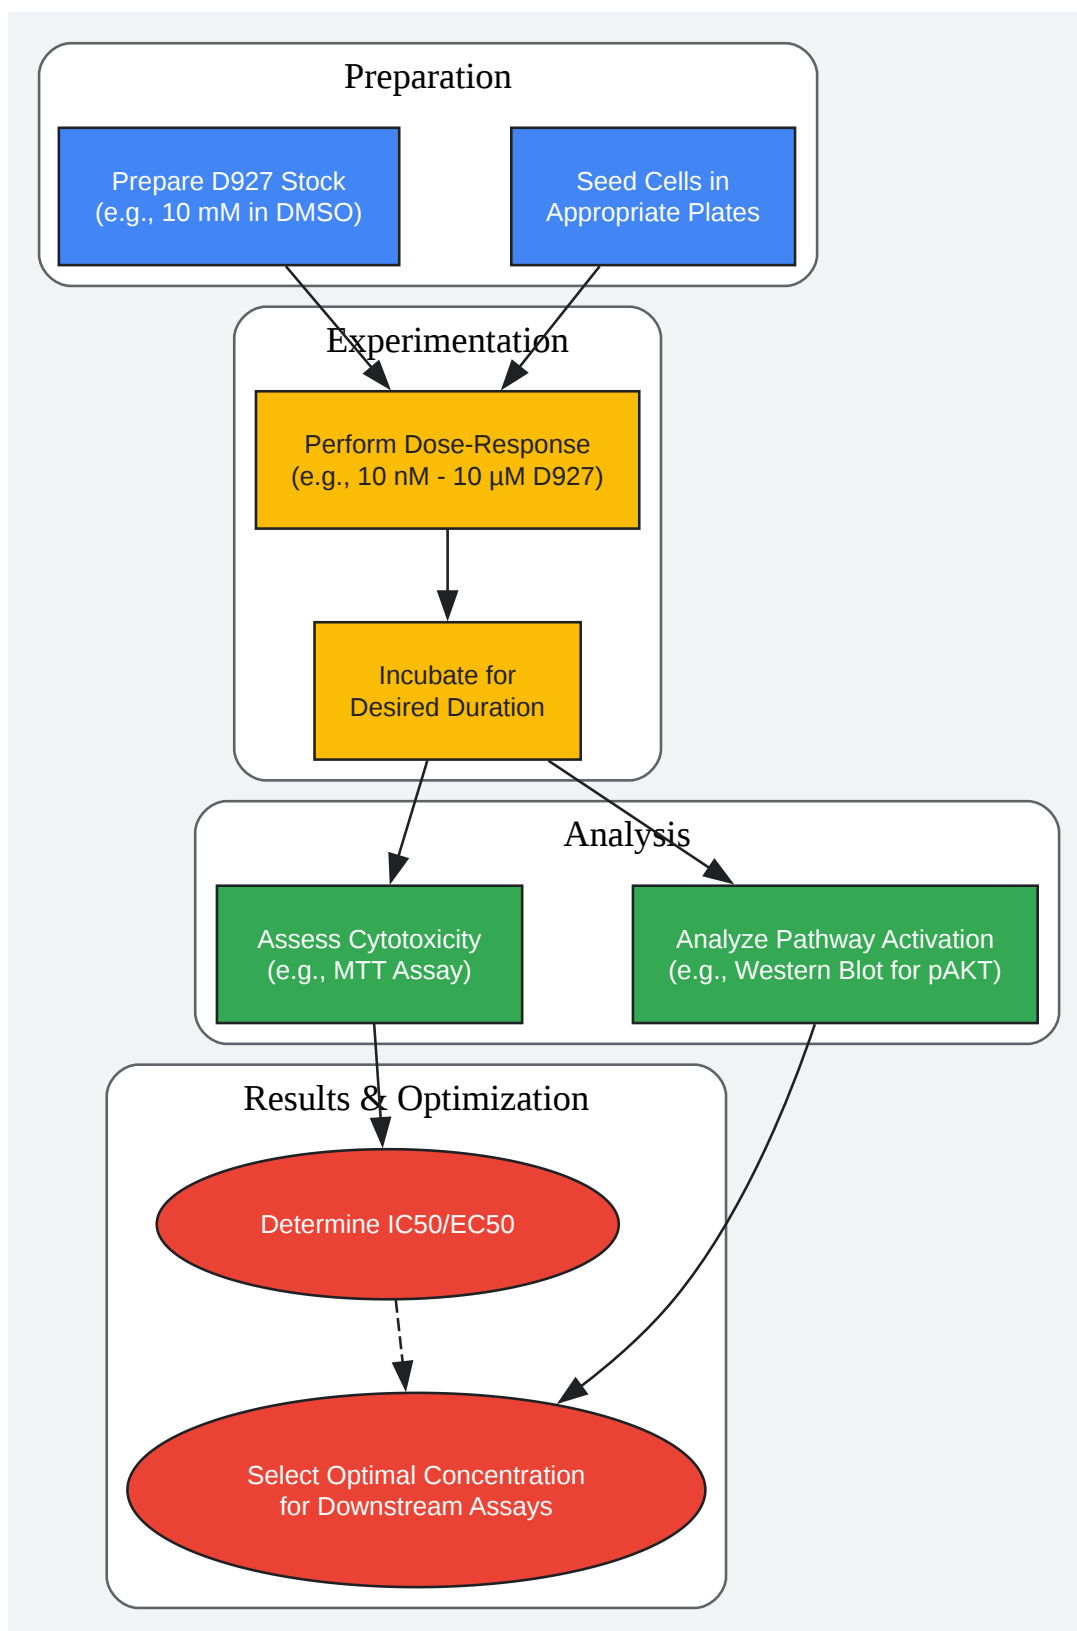 Preparation
Prepare D927 Stock
(e.g., 10 mM in DMSO)
Seed Cells in
Appropriate Plates
Experimentation
Perform Dose-Response
(e.g., 10 nM - 10 µM D927)
Incubate for
Desired Duration
Analysis
Assess Cytotoxicity
(e.g., MTT Assay)
Analyze Pathway Activation
(e.g., Western Blot for pAKT)
Results & Optimization
Determine IC50/EC50
Select Optimal Concentration
for Downstream Assays